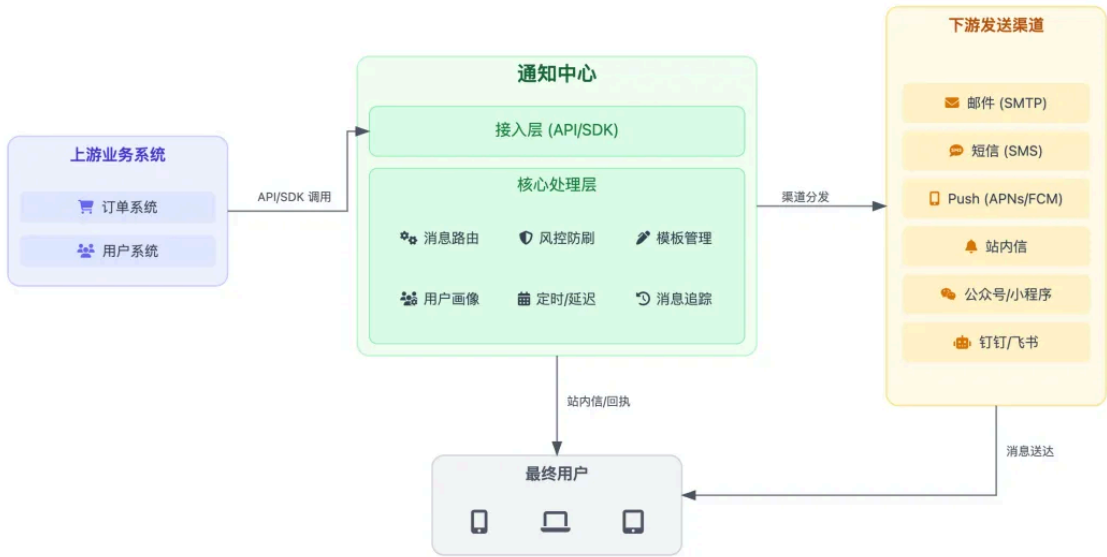 上游业务系统
订单系统
用户系统
API/SDK 调用
通知中心
接入层 (API/SDK)
核心处理层
消息路由
风控防刷
模板管理
用户画像
定时/延迟
消息追踪
渠道分发
下游发送渠道
邮件 (SMTP)
短信 (SMS)
Push (APNs/FCM)
站内信
公众号/小程序
钉钉/飞书
站内信/回执
消息送达
最终用户